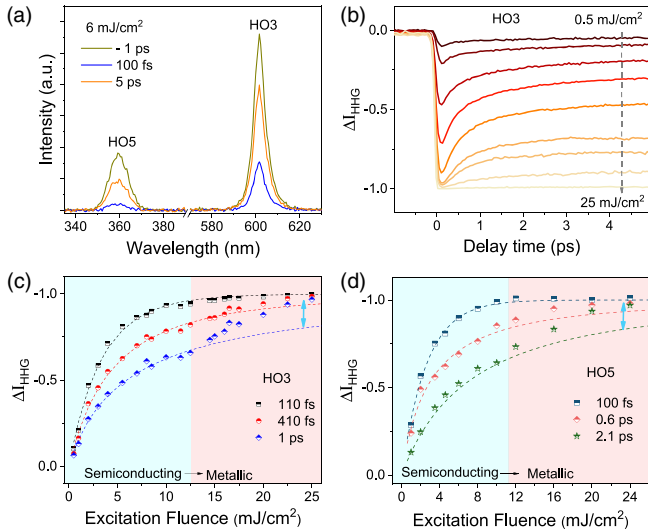 (a)
6 mJ/cm²
- 1 ps
100 fs
5 ps
HO3
HO5
Intensity (a.u.)
340 360 380 600 620
Wavelength (nm)
(b)
HO3
0.5 mJ/cm²
25 mJ/cm²
ΔI_HHG
0.0
-0.5
-1.0
0 1 2 3 4
Delay time (ps)
(c)
ΔI_HHG
-1.0
-0.5
0.0
HO3
110 fs
410 fs
1 ps
Semiconducting → Metallic
0 5 10 15 20 25
Excitation Fluence (mJ/cm²)
(d)
ΔI_HHG
-1.0
-0.5
-0.0
HO5
100 fs
0.6 ps
2.1 ps
Semiconducting → Metallic
0 4 8 12 16 20 24
Excitation Fluence (mJ/cm²)